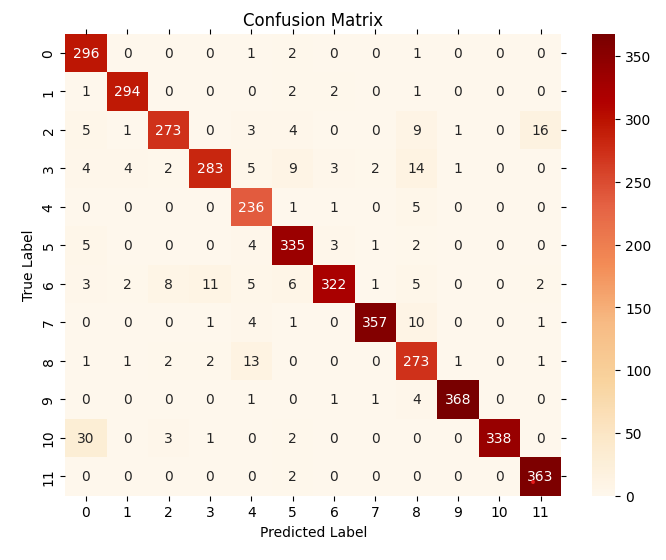 Confusion Matrix
0 296 0 0 0 1 2 0 0 1 0 0 0
1 1 294 0 0 0 2 2 0 1 0 0 0
2 5 1 273 0 3 4 0 0 9 1 0 16
3 4 4 2 283 5 9 3 2 14 1 0 0
4 0 0 0 0 236 1 1 0 5 0 0 0
5 5 0 0 0 4 335 3 1 2 0 0 0
6 3 2 8 11 5 6 322 1 5 0 0 2
7 0 0 0 1 4 1 0 357 10 0 0 1
8 1 1 2 2 13 0 0 0 273 1 0 1
9 0 0 0 0 1 0 1 1 4 368 0 0
10 30 0 3 1 0 2 0 0 0 0 338 0
11 0 0 0 0 0 2 0 0 0 0 0 363
0 1 2 3 4 5 6 7 8 9 10 11
Predicted Label
True Label
350
300
250
200
150
100
50
0